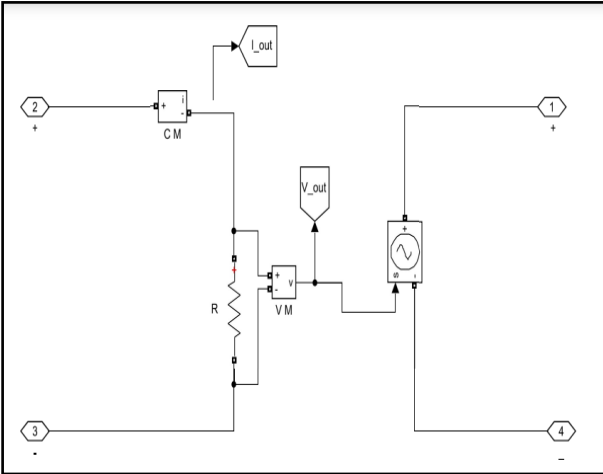 I_out
2
+
+
i
-
C M
1
+
V_out
+
-
v
V M
+
s
-
+
R
3
-
4
–